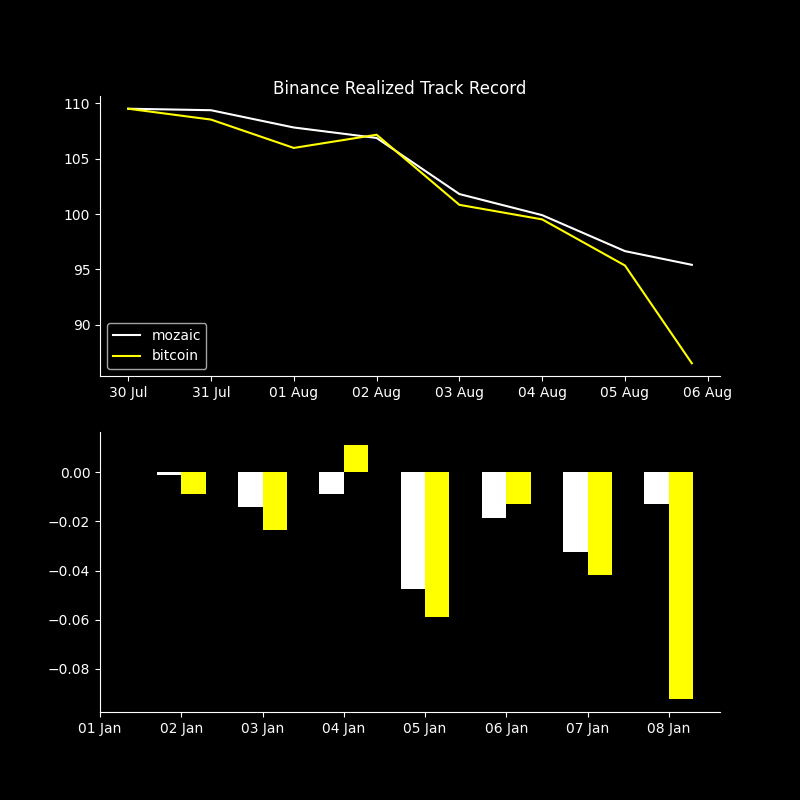 Binance Realized Track Record
110
105
100
95
90
mozaic
bitcoin
30 Jul 31 Jul 01 Aug 02 Aug 03 Aug 04 Aug 05 Aug 06 Aug
0.00
−0.02
−0.04
−0.06
−0.08
01 Jan 02 Jan 03 Jan 04 Jan 05 Jan 06 Jan 07 Jan 08 Jan